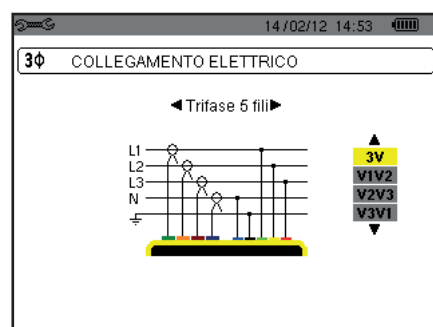 14/02/12 14:53
3Φ COLLEGAMENTO ELETTRICO
◄Trifase 5 fili►
L1
L2
L3
N
3V
V1V2
V2V3
V3V1